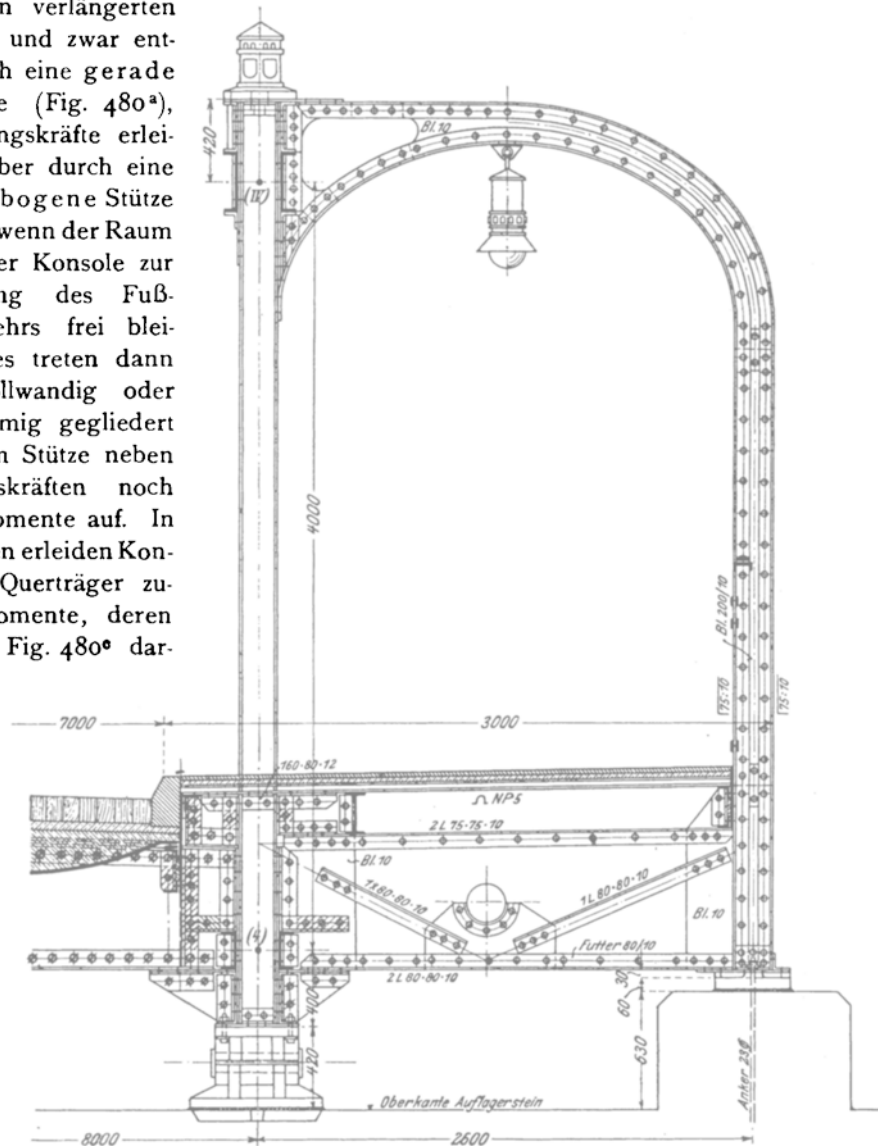 n verlängerten
und zwar ent-
h eine gerade
e (Fig. 480ᵃ),
ngskräfte erlei-
ber durch eine
bogene Stütze
wenn der Raum
er Konsole zur
ng des Fuß-
ehrs frei blei-
es treten dann
llwandig oder
mig gegliedert
n Stütze neben
skräften noch
omente auf. In
n erleiden Kon-
Querträger zu-
omente, deren
Fig. 480ᵉ dar-
420
(IV)
Bl.10
4000
Bl. 200/10
75·10
75·10
7000
3000
160·80·12
NP5
2L 75·75·10
Bl.10
80·80·10
1L 80·80·10
Bl.10
(4)
Futter 80/10
2L 80·80·10
400
30
60
420
630
Anker 23ϕ
Oberkante Auflagerstein
8000
2600